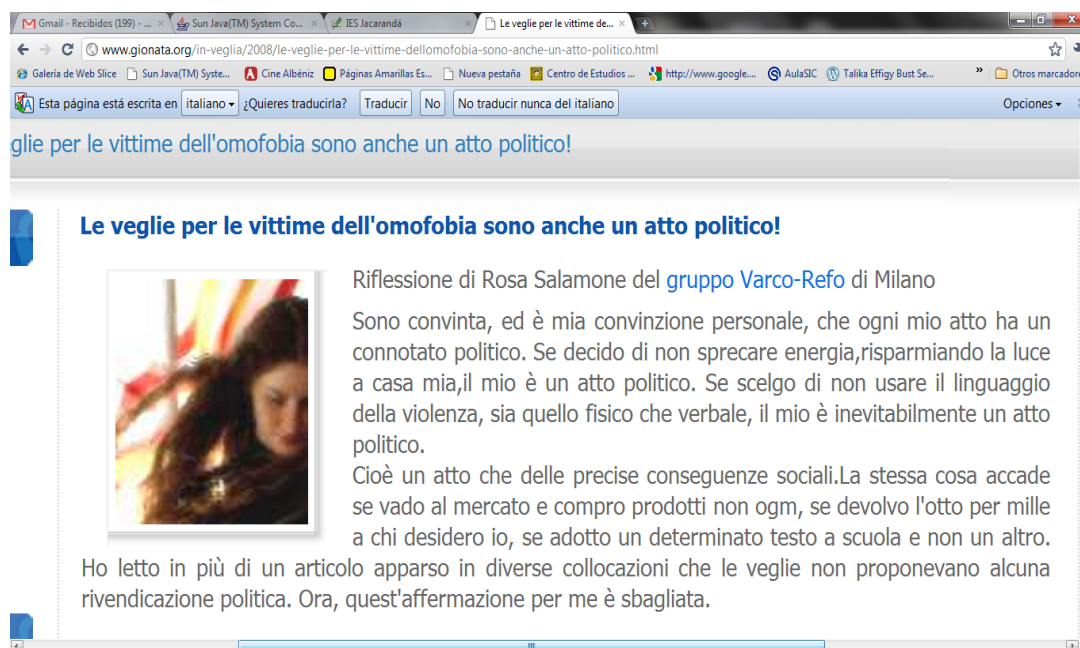 Gmail - Recibidos (199) - ...
Sun Java(TM) System Co...
IES Jacarandá
Le veglie per le vittime de...
www.gionata.org/in-veglia/2008/le-veglie-per-le-vittime-dellomofobia-sono-anche-un-atto-politico.html
Galería de Web Slice
Sun Java(TM) Syste...
Cine Albéniz
Páginas Amarillas Es...
Nueva pestaña
Centro de Estudios ...
http://www.google....
AulaSIC
Talika Effigy Bust Se...
»
Otros marcadore
Esta página está escrita en italiano ¿Quieres traducirla? Traducir No No traducir nunca del italiano Opciones
glie per le vittime dell'omofobia sono anche un atto politico!
Le veglie per le vittime dell'omofobia sono anche un atto politico!
Riflessione di Rosa Salamone del gruppo Varco-Refo di Milano
Sono convinta, ed è mia convinzione personale, che ogni mio atto ha un
connotato politico. Se decido di non sprecare energia,risparmiando la luce
a casa mia,il mio è un atto politico. Se scelgo di non usare il linguaggio
della violenza, sia quello fisico che verbale, il mio è inevitabilmente un atto
politico.
Cioè un atto che delle precise conseguenze sociali.La stessa cosa accade
se vado al mercato e compro prodotti non ogm, se devolvo l'otto per mille
a chi desidero io, se adotto un determinato testo a scuola e non un altro.
Ho letto in più di un articolo apparso in diverse collocazioni che le veglie non proponevano alcuna
rivendicazione politica. Ora, quest'affermazione per me è sbagliata.